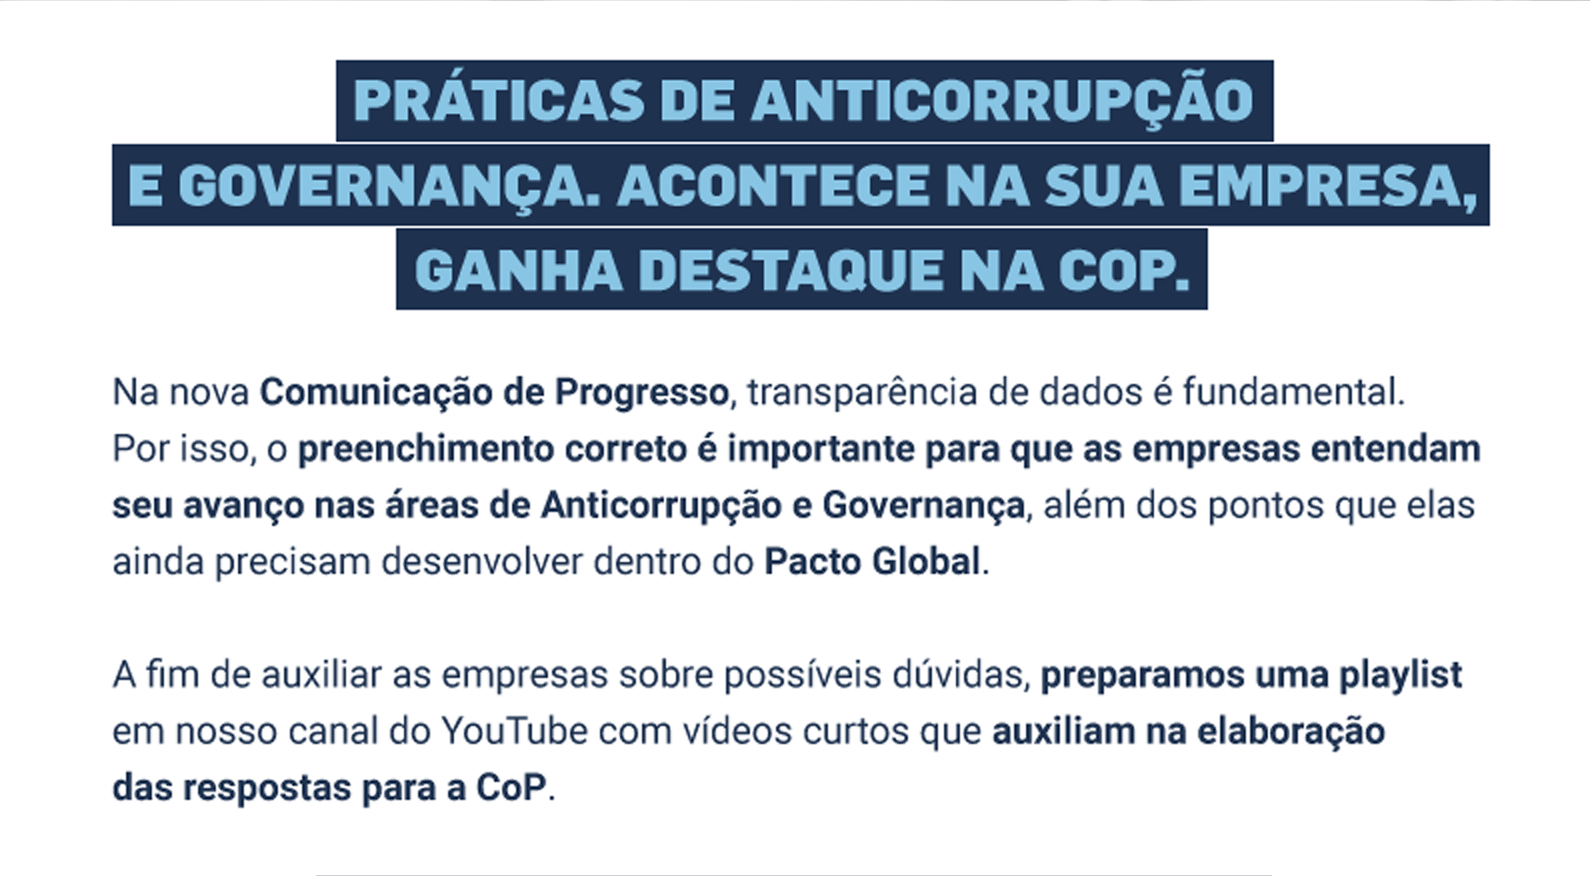 PRÁTICAS DE ANTICORRUPÇÃO
E GOVERNANÇA. ACONTECE NA SUA EMPRESA,
GANHA DESTAQUE NA COP.
Na nova Comunicação de Progresso, transparência de dados é fundamental.
Por isso, o preenchimento correto é importante para que as empresas entendam
seu avanço nas áreas de Anticorrupção e Governança, além dos pontos que elas
ainda precisam desenvolver dentro do Pacto Global.
A fim de auxiliar as empresas sobre possíveis dúvidas, preparamos uma playlist
em nosso canal do YouTube com vídeos curtos que auxiliam na elaboração
das respostas para a CoP.